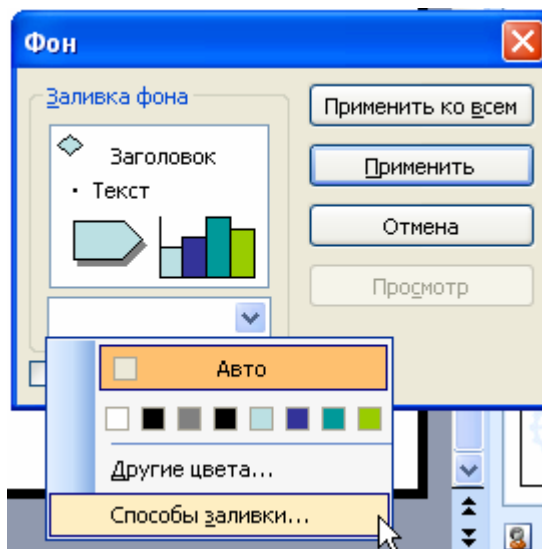 Фон
Заливка фона
Заголовок
• Текст
Применить ко всем
Применить
Отмена
Просмотр
Авто
Другие цвета...
Способы заливки...